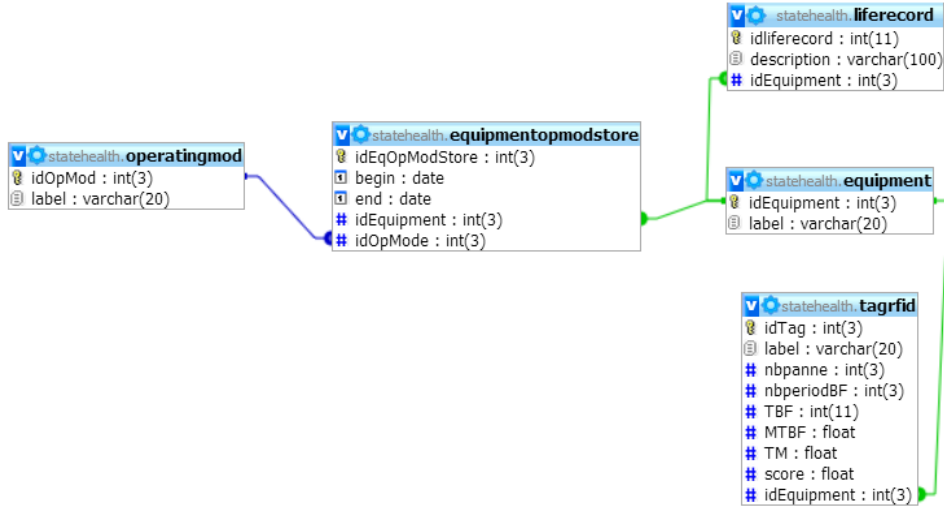 statehealth.liferecord
idliferecord : int(11)
description : varchar(100)
idEquipment : int(3)
statehealth.equipmentopmodstore
idEqOpModStore : int(3)
begin : date
end : date
idEquipment : int(3)
idOpMode : int(3)
statehealth.operatingmod
idOpMod : int(3)
label : varchar(20)
statehealth.equipment
idEquipment : int(3)
label : varchar(20)
statehealth.tagrfid
idTag : int(3)
label : varchar(20)
nbpanne : int(3)
nbperiodBF : int(3)
TBF : int(11)
MTBF : float
TM : float
score : float
idEquipment : int(3)